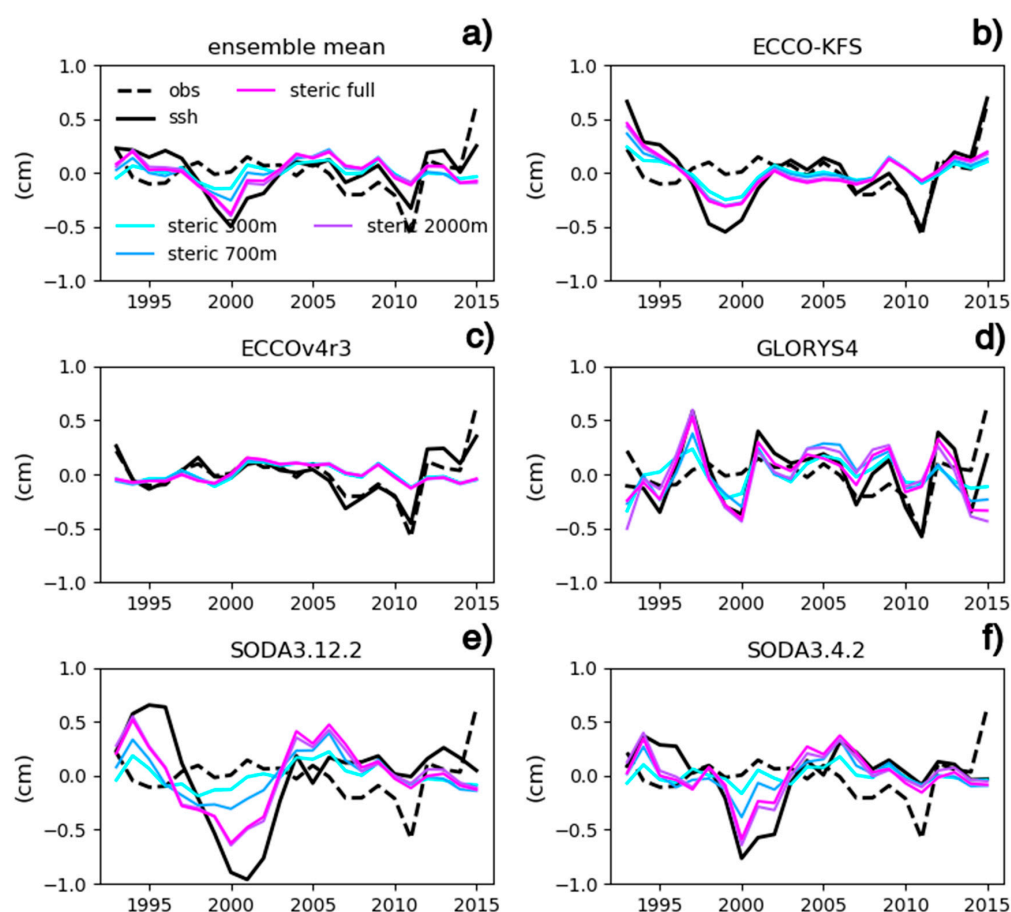 a)
ensemble mean
1.0
0.5
0.0
−0.5
−1.0
(cm)
obs
steric full
ssh
steric 300m
steric 2000m
steric 700m
1995 2000 2005 2010 2015
b)
ECCO-KFS
1.0
0.5
0.0
−0.5
−1.0
(cm)
1995 2000 2005 2010 2015
c)
ECCOv4r3
1.0
0.5
0.0
−0.5
−1.0
(cm)
1995 2000 2005 2010 2015
d)
GLORYS4
1.0
0.5
0.0
−0.5
−1.0
(cm)
1995 2000 2005 2010 2015
e)
SODA3.12.2
1.0
0.5
0.0
−0.5
−1.0
(cm)
1995 2000 2005 2010 2015
f)
SODA3.4.2
1.0
0.5
0.0
−0.5
−1.0
(cm)
1995 2000 2005 2010 2015